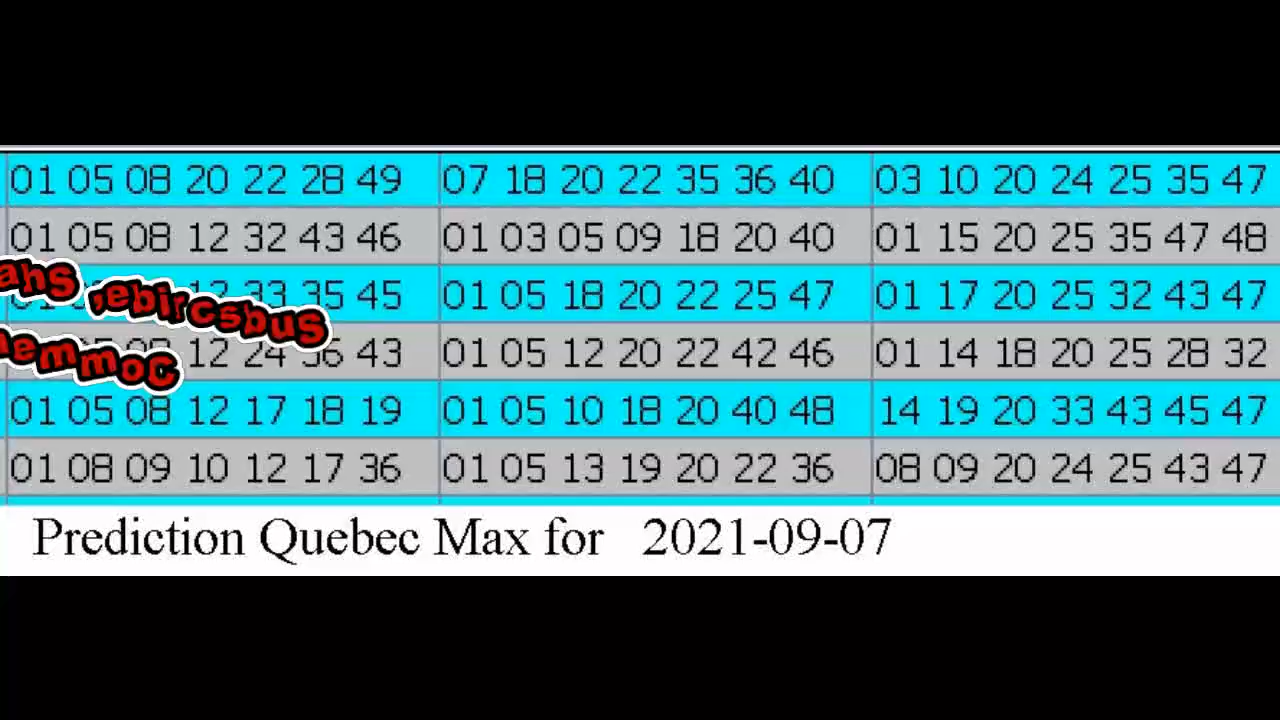 01 05 08 20 22 28 49 07 18 20 22 35 36 40 03 10 20 24 25 35 47
01 05 08 12 32 43 46 01 03 05 09 18 20 40 01 15 20 25 35 47 48
33 35 45 01 05 18 20 22 25 47 01 17 20 25 32 43 47
subscribe,
12 24 36 43 01 05 12 20 22 42 46 01 14 18 20 25 28 32
01 05 08 12 17 18 19 01 05 10 18 20 40 48 14 19 20 33 43 45 47
01 08 09 10 12 17 36 01 05 13 19 20 22 36 08 09 20 24 25 43 47
Prediction Quebec Max for 2021-09-07